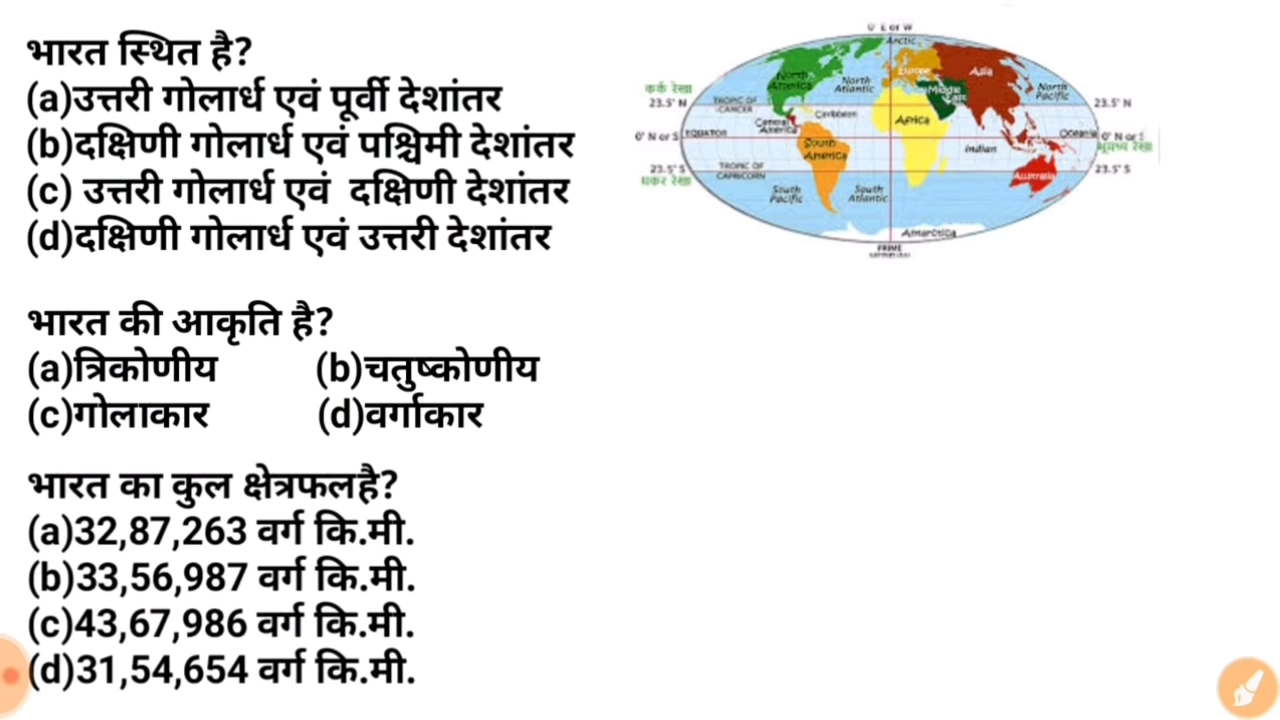 भारत स्थित है?
(a)उत्तरी गोलार्ध एवं पूर्वी देशांतर
(b)दक्षिणी गोलार्ध एवं पश्चिमी देशांतर
(c) उत्तरी गोलार्ध एवं दक्षिणी देशांतर
(d)दक्षिणी गोलार्ध एवं उत्तरी देशांतर
भारत की आकृति है?
(a)त्रिकोणीय (b)चतुष्कोणीय
(c)गोलाकार (d)वर्गाकार
भारत का कुल क्षेत्रफलहै?
(a)32,87,263 वर्ग कि.मी.
(b)33,56,987 वर्ग कि.मी.
(c)43,67,986 वर्ग कि.मी.
(d)31,54,654 वर्ग कि.मी.
0° E or W
Arctic
North America
North Atlantic
Europe
Asia
Middle East
North Pacific
कर्क रेखा
23.5° N
TROPIC OF CANCER
23.5° N
Caribbean
Central America
Africa
0° N or S
EQUATOR
Oceania
0° N or S
South America
Indian
23.5° S
मकर रेखा
TROPIC OF CAPRICORN
Australia
23.5° S
South Pacific
South Atlantic
Antarctica
PRIME